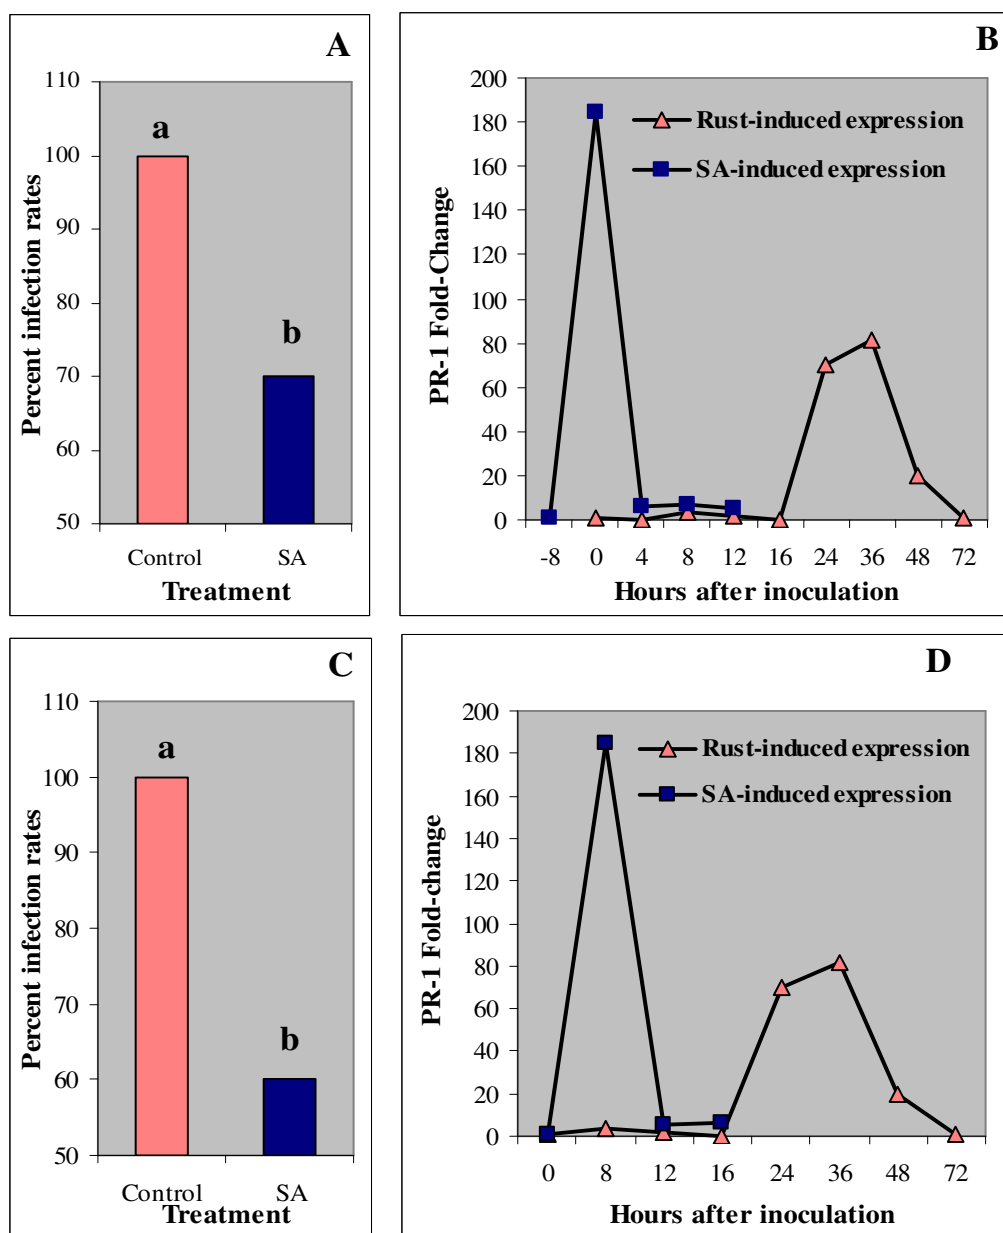 A
110
100
90
80
70
60
50
a
b
Percent infection rates
Control SA
Treatment
B
200
180
160
140
120
100
80
60
40
20
0
PR-1 Fold-Change
Rust-induced expression
SA-induced expression
-8 0 4 8 12 16 24 36 48 72
Hours after inoculation
C
110
100
90
80
70
60
50
a
b
Percent infection rates
Control SA
Treatment
D
200
180
160
140
120
100
80
60
40
20
0
PR-1 Fold-change
Rust-induced expression
SA-induced expression
0 8 12 16 24 36 48 72
Hours after inoculation